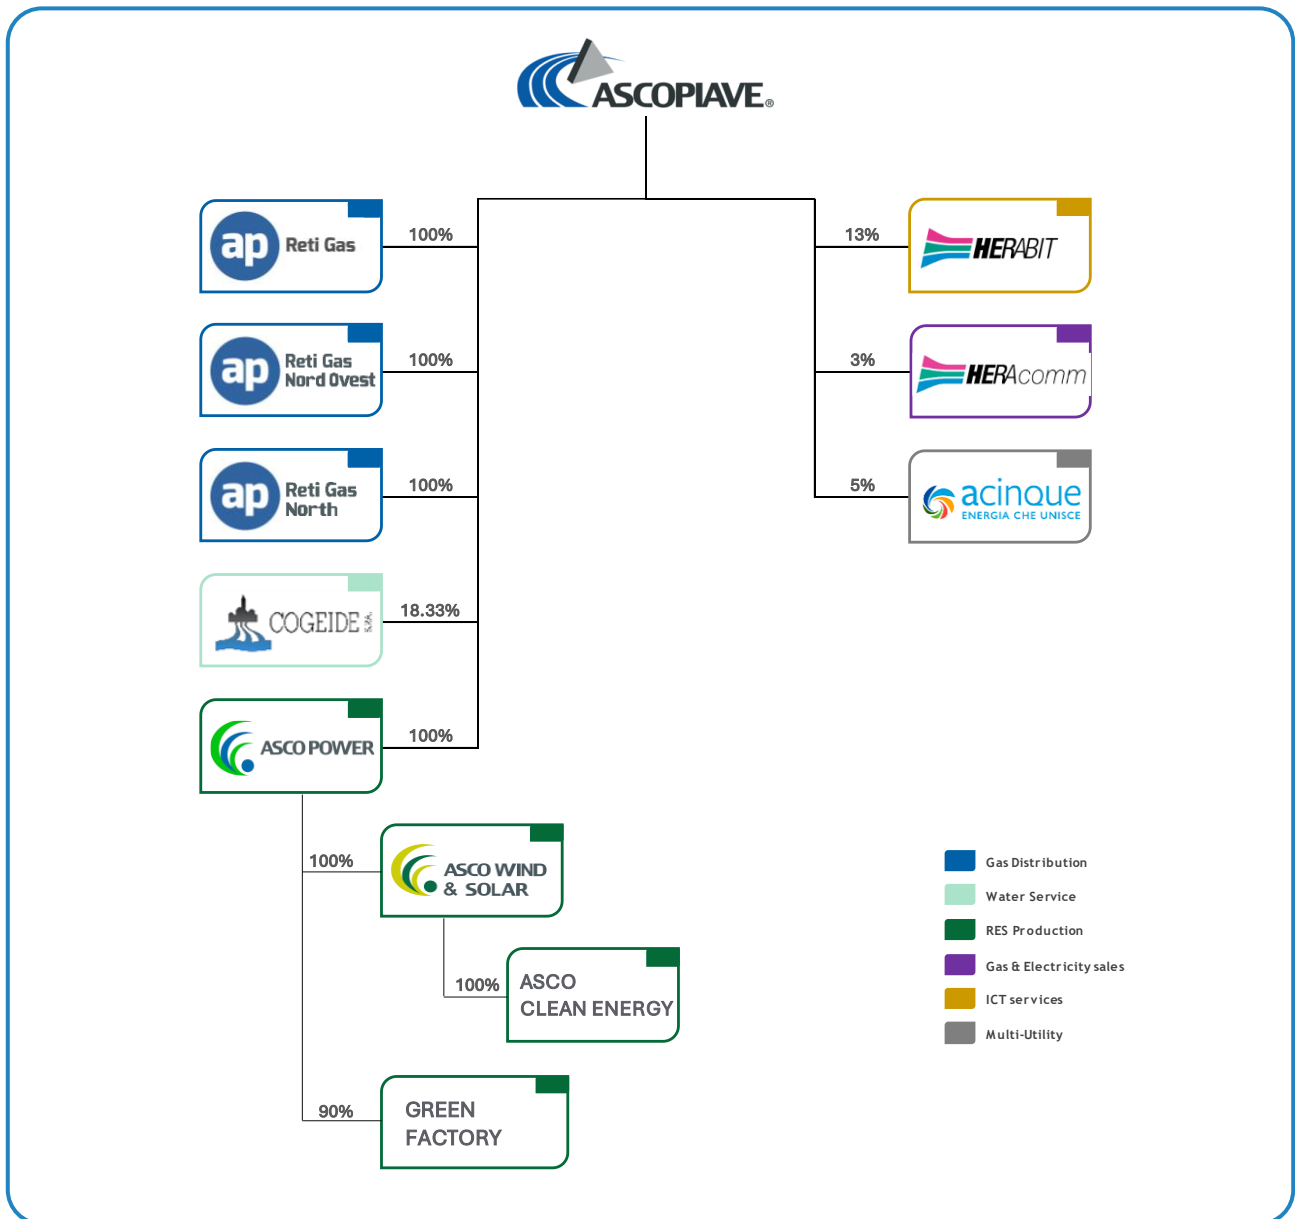 ASCOPIAVE®
ap Reti Gas
100%
ap Reti Gas
Nord Ovest
100%
ap Reti Gas
North
100%
COGEIDE S.P.A.
18.33%
ASCO POWER
100%
13%
HERABIT
3%
HERAcomm
5%
acinque
ENERGIA CHE UNISCE
100%
ASCO WIND
& SOLAR
100%
ASCO
CLEAN ENERGY
90%
GREEN
FACTORY
Gas Distribution
Water Service
RES Production
Gas & Electricity sales
ICT services
Multi-Utility